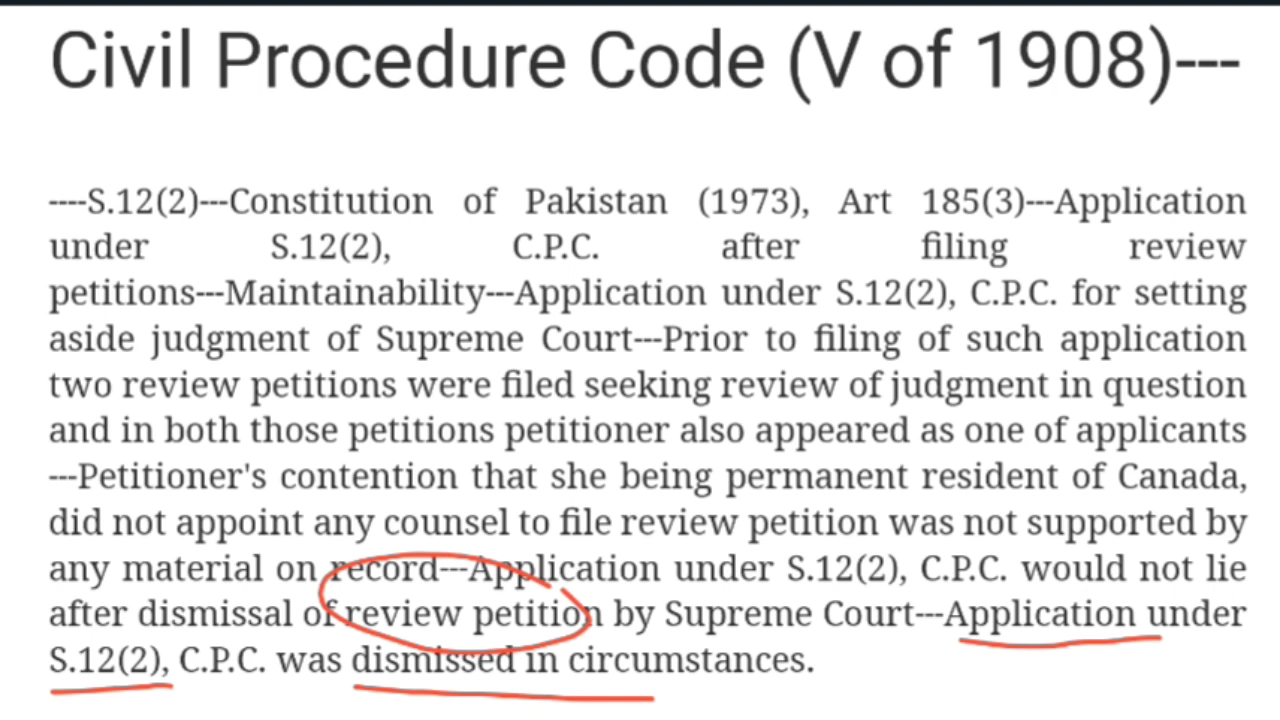 Civil Procedure Code (V of 1908)---
----S.12(2)---Constitution of Pakistan (1973), Art 185(3)---Application
under S.12(2), C.P.C. after filing review
petitions---Maintainability---Application under S.12(2), C.P.C. for setting
aside judgment of Supreme Court---Prior to filing of such application
two review petitions were filed seeking review of judgment in question
and in both those petitions petitioner also appeared as one of applicants
---Petitioner's contention that she being permanent resident of Canada,
did not appoint any counsel to file review petition was not supported by
any material on record---Application under S.12(2), C.P.C. would not lie
after dismissal of review petition by Supreme Court---Application under
S.12(2), C.P.C. was dismissed in circumstances.